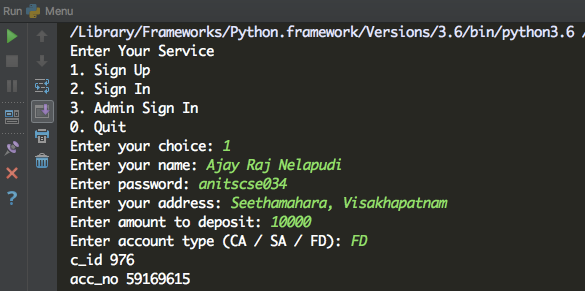 Run Menu
/Library/Frameworks/Python.framework/Versions/3.6/bin/python3.6 /
Enter Your Service
1. Sign Up
2. Sign In
3. Admin Sign In
0. Quit
Enter your choice: 1
Enter your name: Ajay Raj Nelapudi
Enter password: anitscse034
Enter your address: Seethamahara, Visakhapatnam
Enter amount to deposit: 10000
Enter account type (CA / SA / FD): FD
c_id 976
acc_no 59169615